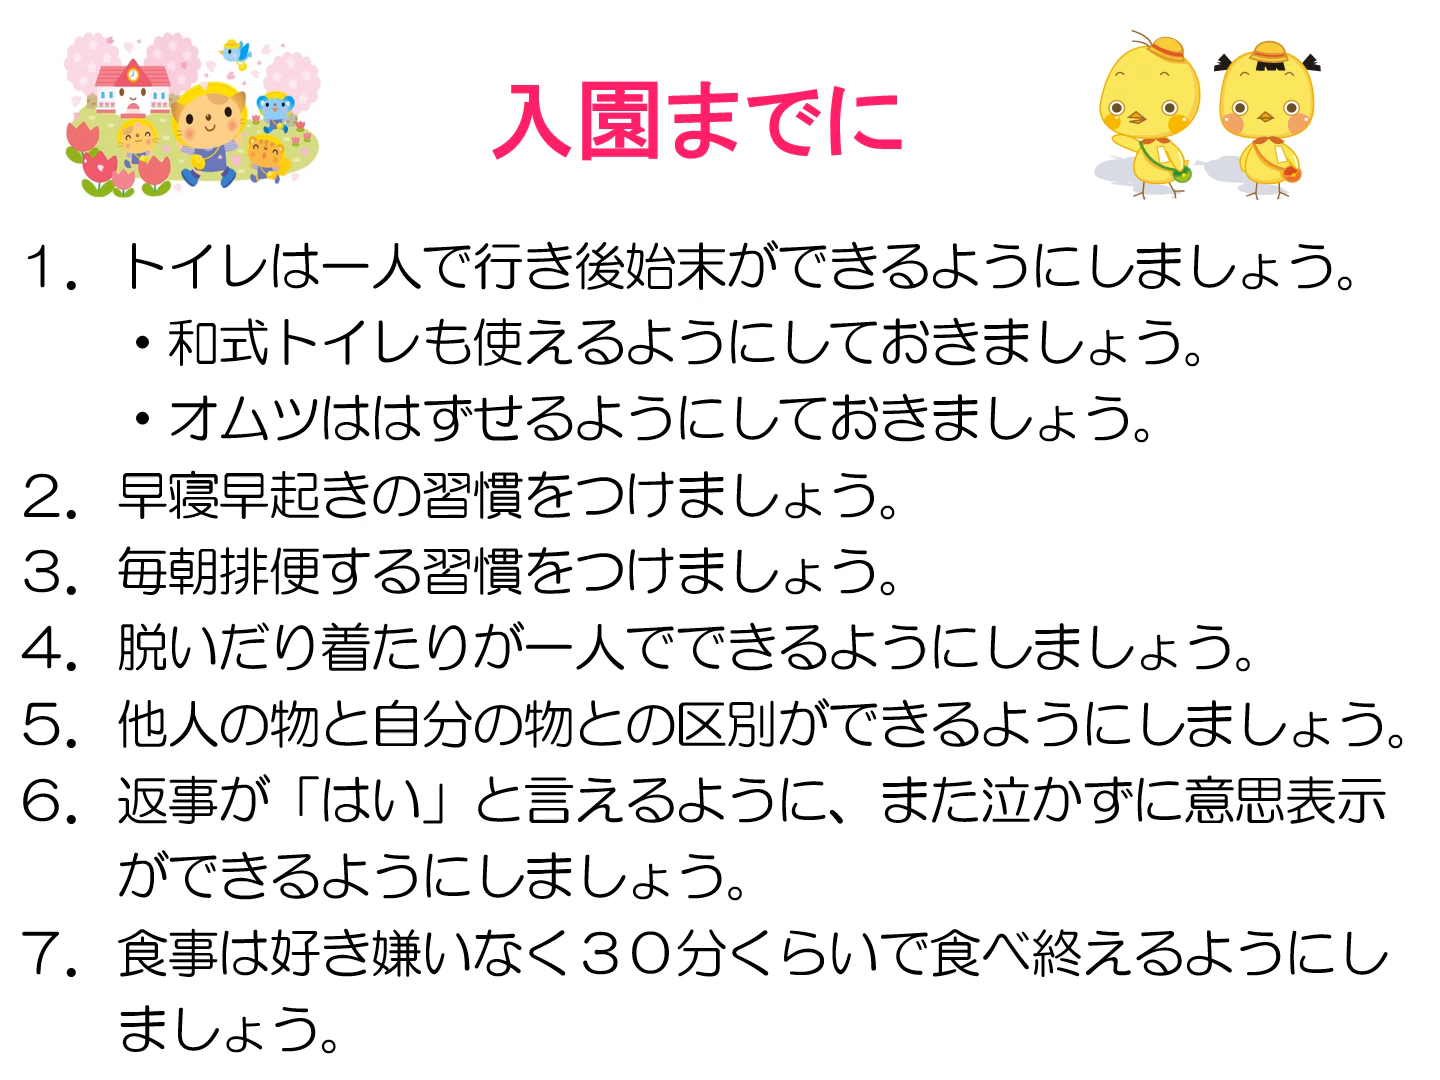 入園までに
１．トイレは一人で行き後始末ができるようにしましょう。
・和式トイレも使えるようにしておきましょう。
・オムツははずせるようにしておきましょう。
２．早寝早起きの習慣をつけましょう。
３．毎朝排便する習慣をつけましょう。
４．脱いだり着たりが一人でできるようにしましょう。
５．他人の物と自分の物との区別ができるようにしましょう。
６．返事が「はい」と言えるように、また泣かずに意思表示
ができるようにしましょう。
７．食事は好き嫌いなく３０分くらいで食べ終えるようにし
ましょう。